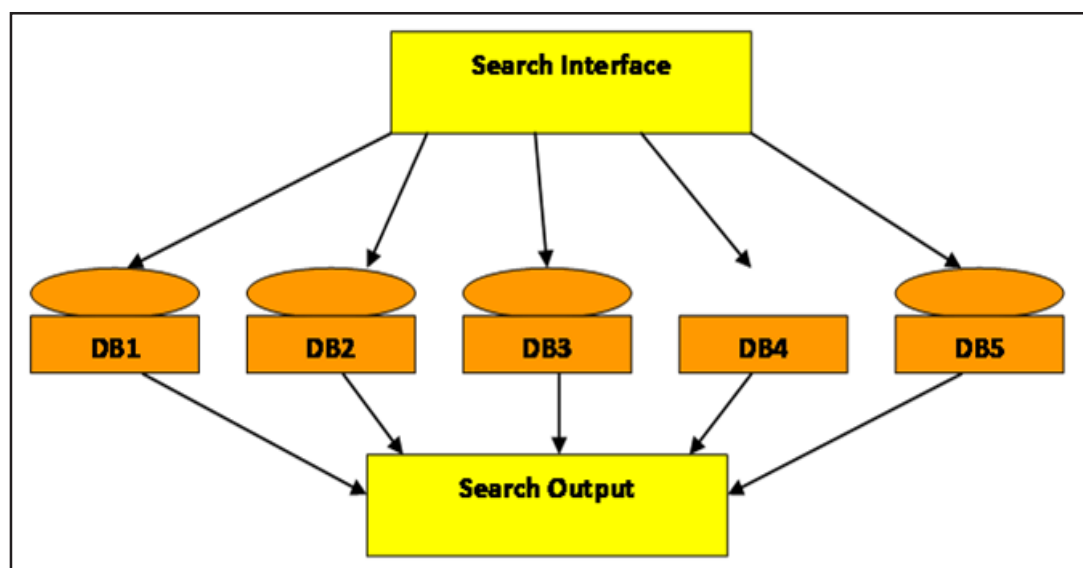 Search Interface
DB1
DB2
DB3
DB4
DB5
Search Output